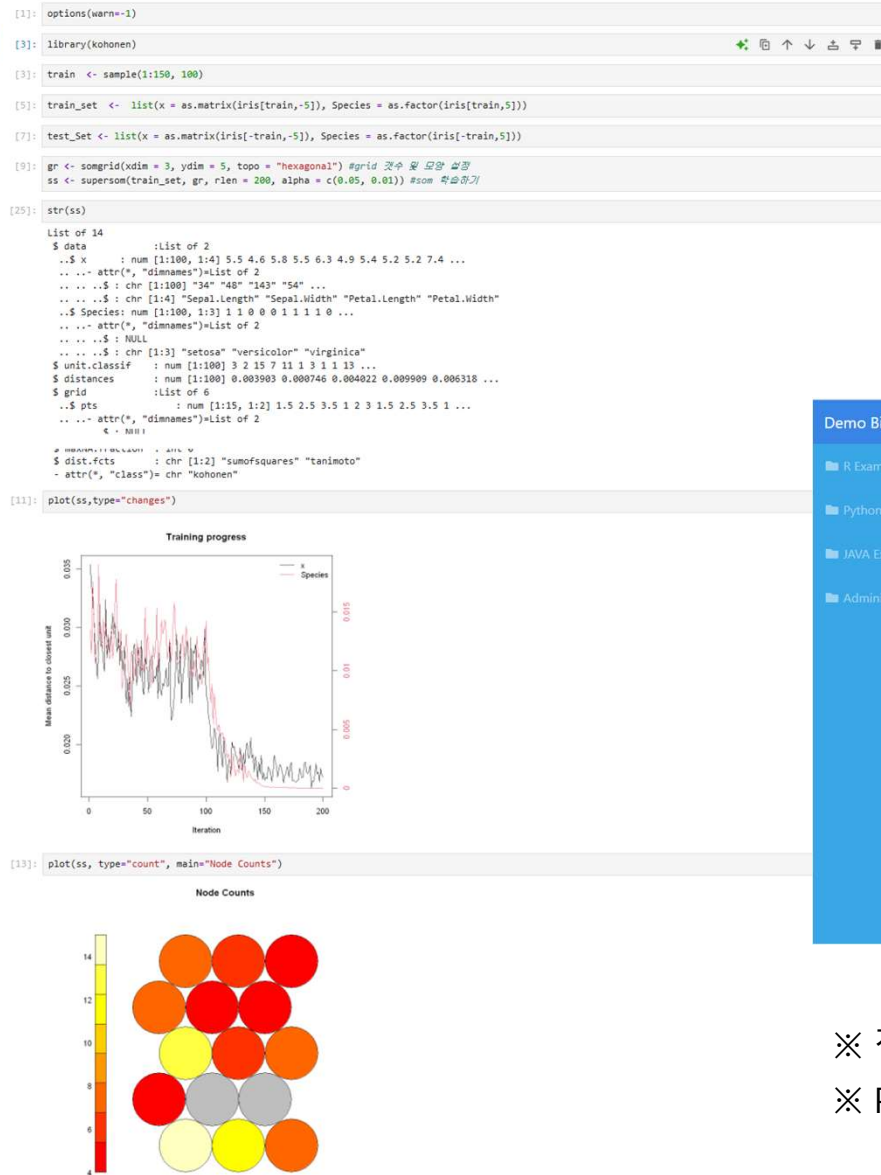 [1]: options(warn=-1)
[3]: library(kohonen)
[3]: train <- sample(1:150, 100)
[5]: train_set <- list(x = as.matrix(iris[train,-5]), Species = as.factor(iris[train,5]))
[7]: test_Set <- list(x = as.matrix(iris[-train,-5]), Species = as.factor(iris[-train,5]))
[9]: gr <- somgrid(xdim = 3, ydim = 5, topo = "hexagonal") #grid 갯수 및 모양 설정
ss <- supersom(train_set, gr, rlen = 200, alpha = c(0.05, 0.01)) #som 학습하기
[25]: str(ss)
List of 14
$ data :List of 2
..$ x : num [1:100, 1:4] 5.5 4.6 5.8 5.5 6.3 4.9 5.4 5.2 5.2 7.4 ...
.. ..- attr(*, "dimnames")=List of 2
.. .. ..$ : chr [1:100] "34" "48" "143" "54" ...
.. .. ..$ : chr [1:4] "Sepal.Length" "Sepal.Width" "Petal.Length" "Petal.Width"
..$ Species: num [1:100, 1:3] 1 1 0 0 0 1 1 1 1 0 ...
.. ..- attr(*, "dimnames")=List of 2
.. .. ..$ : NULL
.. .. ..$ : chr [1:3] "setosa" "versicolor" "virginica"
$ unit.classif : num [1:100] 3 2 15 7 11 1 3 1 1 13 ...
$ distances : num [1:100] 0.003903 0.000746 0.004022 0.009909 0.006318 ...
$ grid :List of 6
..$ pts : num [1:15, 1:2] 1.5 2.5 3.5 1 2 3 1.5 2.5 3.5 1 ...
.. ..- attr(*, "dimnames")=List of 2
$ : NULL
$ maxNA.fraction : int 0
$ dist.fcts : chr [1:2] "sumofsquares" "tanimoto"
- attr(*, "class")= chr "kohonen"
[11]: plot(ss,type="changes")
Training progress
x
Species
0.035
0.030
0.025
0.020
Mean distance to closest unit
0.015
0.01
0.005
0
0 50 100 150 200
Iteration
[13]: plot(ss, type="count", main="Node Counts")
Node Counts
14
12
10
8
6
4
Demo Bi
R Exam
Python
JAVA E
Admin
※
※